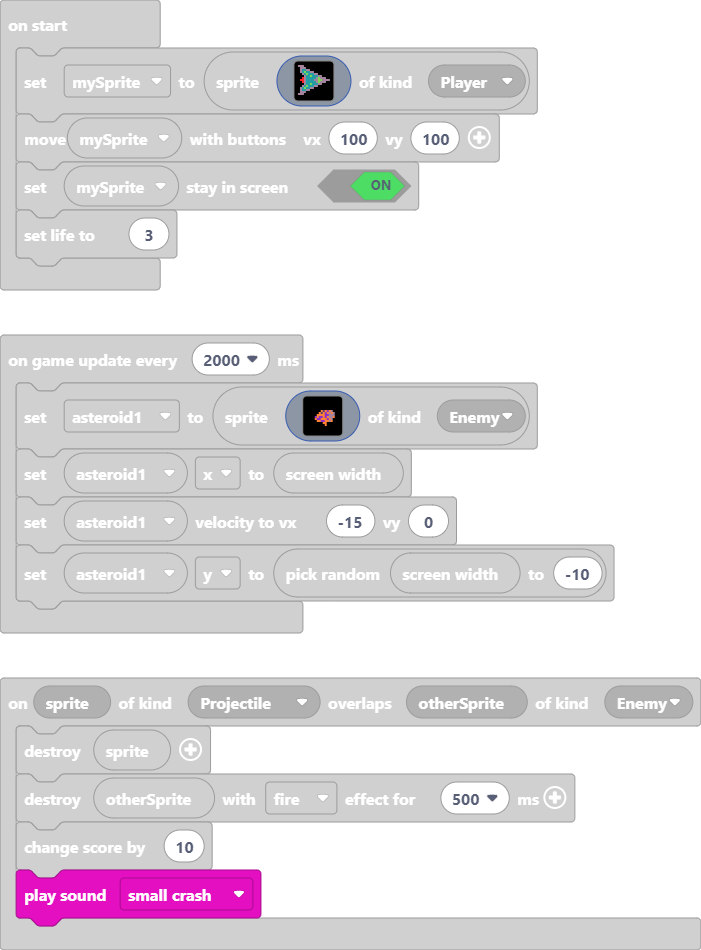 on start
set mySprite to sprite of kind Player
move mySprite with buttons vx 100 vy 100
set mySprite stay in screen ON
set life to 3
on game update every 2000 ms
set asteroid1 to sprite of kind Enemy
set asteroid1 x to screen width
set asteroid1 velocity to vx -15 vy 0
set asteroid1 y to pick random screen width to -10
on sprite of kind Projectile overlaps otherSprite of kind Enemy
destroy sprite
destroy otherSprite with fire effect for 500 ms
change score by 10
play sound small crash